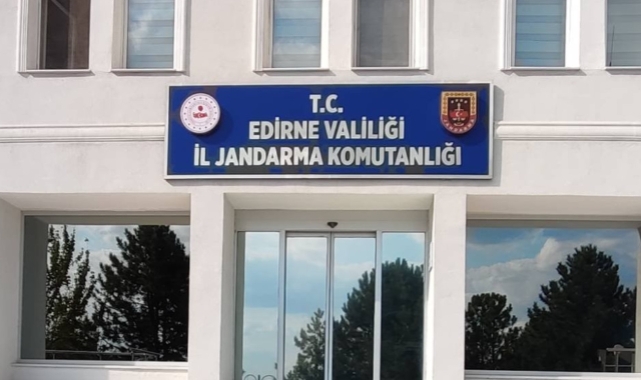 T.C.
EDİRNE VALİLİĞİ
İL JANDARMA KOMUTANLIĞI